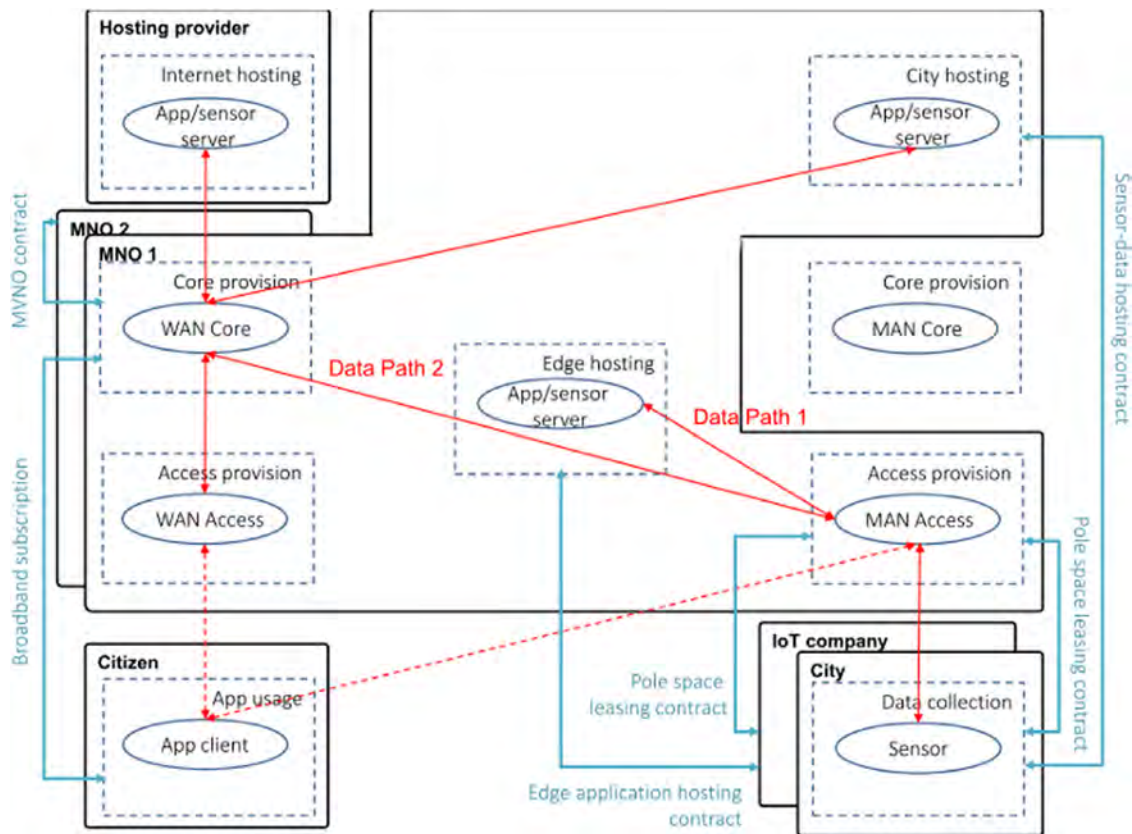 Hosting provider
Internet hosting
App/sensor
server
City hosting
App/sensor
server
MNO 2
MNO 1
Core provision
WAN Core
Core provision
MAN Core
Data Path 2
Edge hosting
App/sensor
server
Data Path 1
Access provision
WAN Access
Access provision
MAN Access
Citizen
App usage
App client
IoT company
City
Data collection
Sensor
MVNO contract
Broadband subscription
Sensor-data hosting contract
Pole space leasing contract
Pole space
leasing contract
Edge application hosting
contract